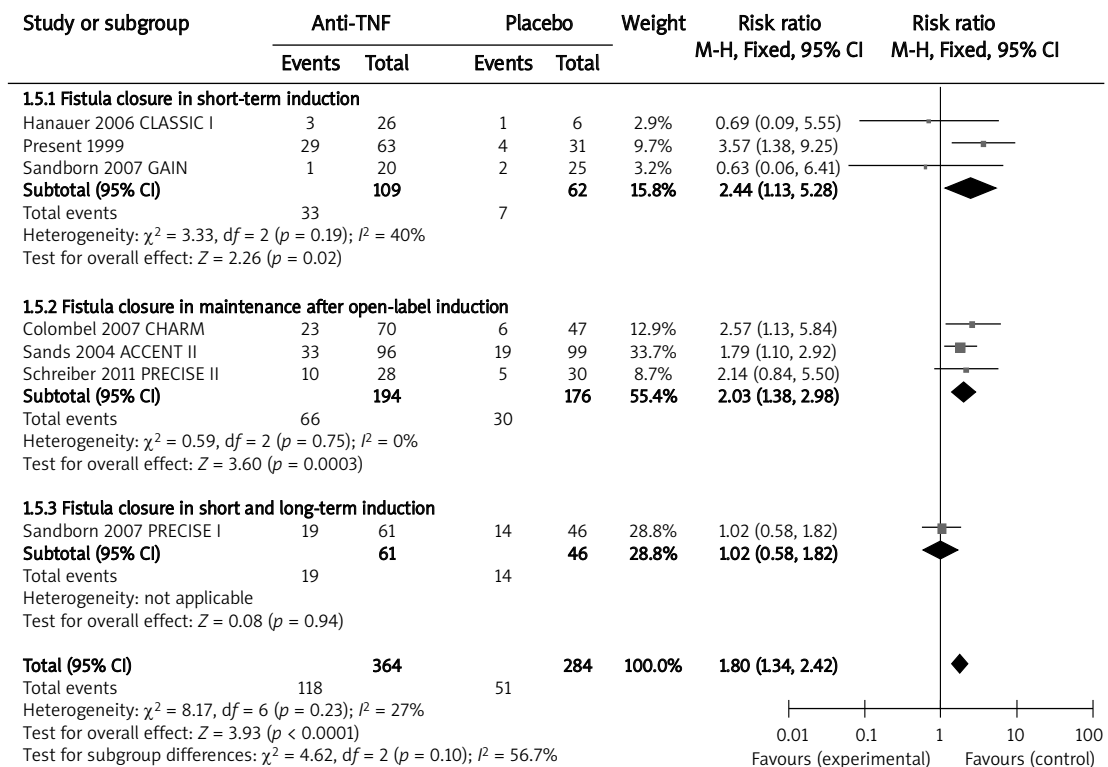 Study or subgroup Anti-TNF Placebo Weight Risk ratio Risk ratio
M-H, Fixed, 95% CI M-H, Fixed, 95% CI
Events Total Events Total
1.5.1 Fistula closure in short-term induction
Hanauer 2006 CLASSIC I 3 26 1 6 2.9% 0.69 (0.09, 5.55)
Present 1999 29 63 4 31 9.7% 3.57 (1.38, 9.25)
Sandborn 2007 GAIN 1 20 2 25 3.2% 0.63 (0.06, 6.41)
Subtotal (95% CI) 109 62 15.8% 2.44 (1.13, 5.28)
Total events 33 7
Heterogeneity: χ² = 3.33, df = 2 (p = 0.19); I² = 40%
Test for overall effect: Z = 2.26 (p = 0.02)
1.5.2 Fistula closure in maintenance after open-label induction
Colombel 2007 CHARM 23 70 6 47 12.9% 2.57 (1.13, 5.84)
Sands 2004 ACCENT II 33 96 19 99 33.7% 1.79 (1.10, 2.92)
Schreiber 2011 PRECISE II 10 28 5 30 8.7% 2.14 (0.84, 5.50)
Subtotal (95% CI) 194 176 55.4% 2.03 (1.38, 2.98)
Total events 66 30
Heterogeneity: χ² = 0.59, df = 2 (p = 0.75); I² = 0%
Test for overall effect: Z = 3.60 (p = 0.0003)
1.5.3 Fistula closure in short and long-term induction
Sandborn 2007 PRECISE I 19 61 14 46 28.8% 1.02 (0.58, 1.82)
Subtotal (95% CI) 61 46 28.8% 1.02 (0.58, 1.82)
Total events 19 14
Heterogeneity: not applicable
Test for overall effect: Z = 0.08 (p = 0.94)
Total (95% CI) 364 284 100.0% 1.80 (1.34, 2.42)
Total events 118 51
Heterogeneity: χ² = 8.17, df = 6 (p = 0.23); I² = 27%
Test for overall effect: Z = 3.93 (p < 0.0001)
Test for subgroup differences: χ² = 4.62, df = 2 (p = 0.10); I² = 56.7%
0.01 0.1 1 10 100
Favours (experimental) Favours (control)